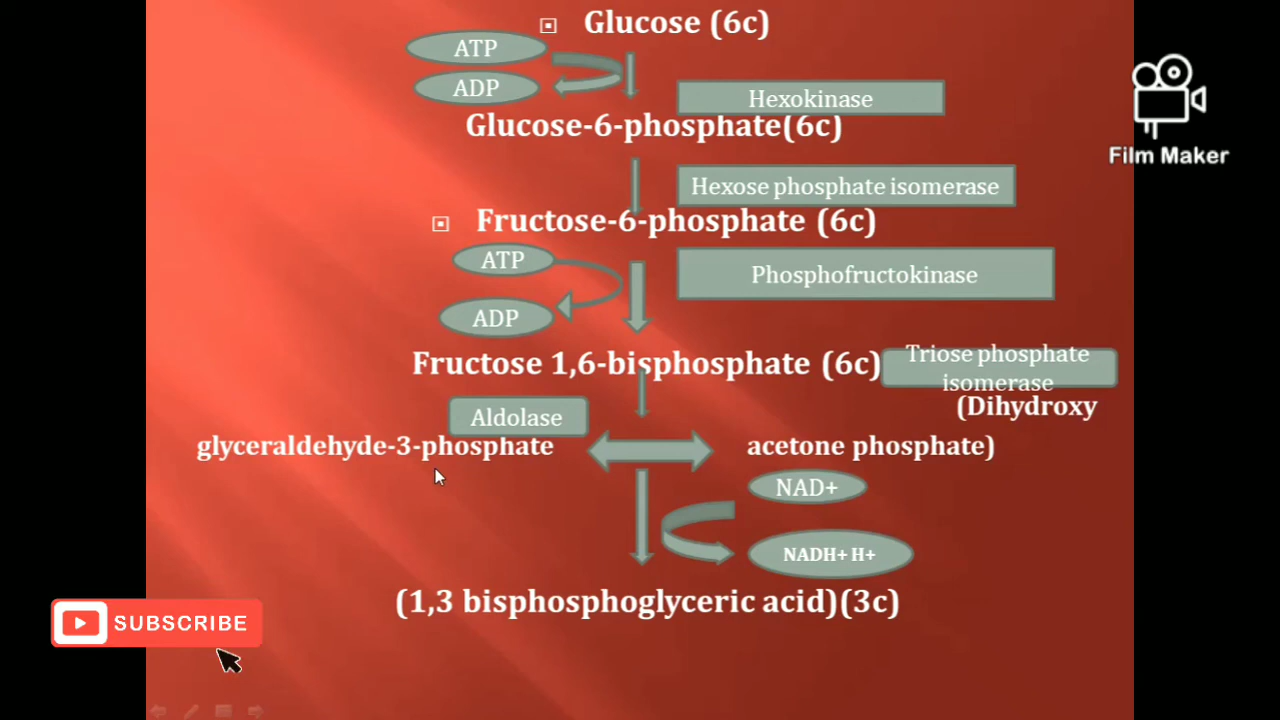 Glucose (6c)
ATP
ADP
Hexokinase
Glucose-6-phosphate(6c)
Hexose phosphate isomerase
Fructose-6-phosphate (6c)
ATP
Phosphofructokinase
ADP
Fructose 1,6-bisphosphate (6c)
Triose phosphate
isomerase
(Dihydroxy
Aldolase
glyceraldehyde-3-phosphate
acetone phosphate)
NAD+
NADH+ H+
(1,3 bisphosphoglyceric acid)(3c)
Film Maker
SUBSCRIBE